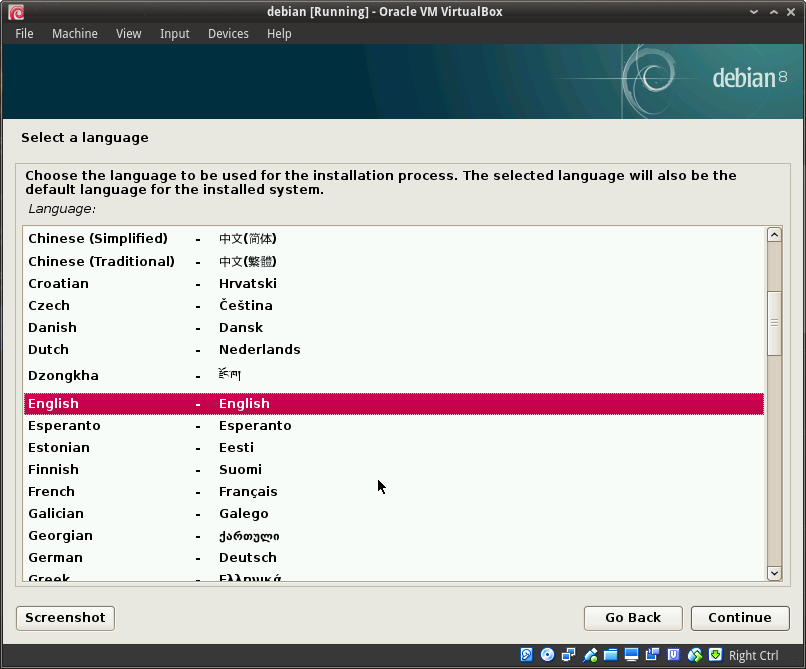 debian [Running] - Oracle VM VirtualBox
File Machine View Input Devices Help
debian 8
Select a language
Choose the language to be used for the installation process. The selected language will also be the
default language for the installed system.
Language:
Chinese (Simplified) - 中文(简体)
Chinese (Traditional) - 中文(繁體)
Croatian - Hrvatski
Czech - Čeština
Danish - Dansk
Dutch - Nederlands
Dzongkha - རྫོང་ཁ།
English - English
Esperanto - Esperanto
Estonian - Eesti
Finnish - Suomi
French - Français
Galician - Galego
Georgian - ქართული
German - Deutsch
Greek - Ελληνικά
Screenshot Go Back Continue
Right Ctrl